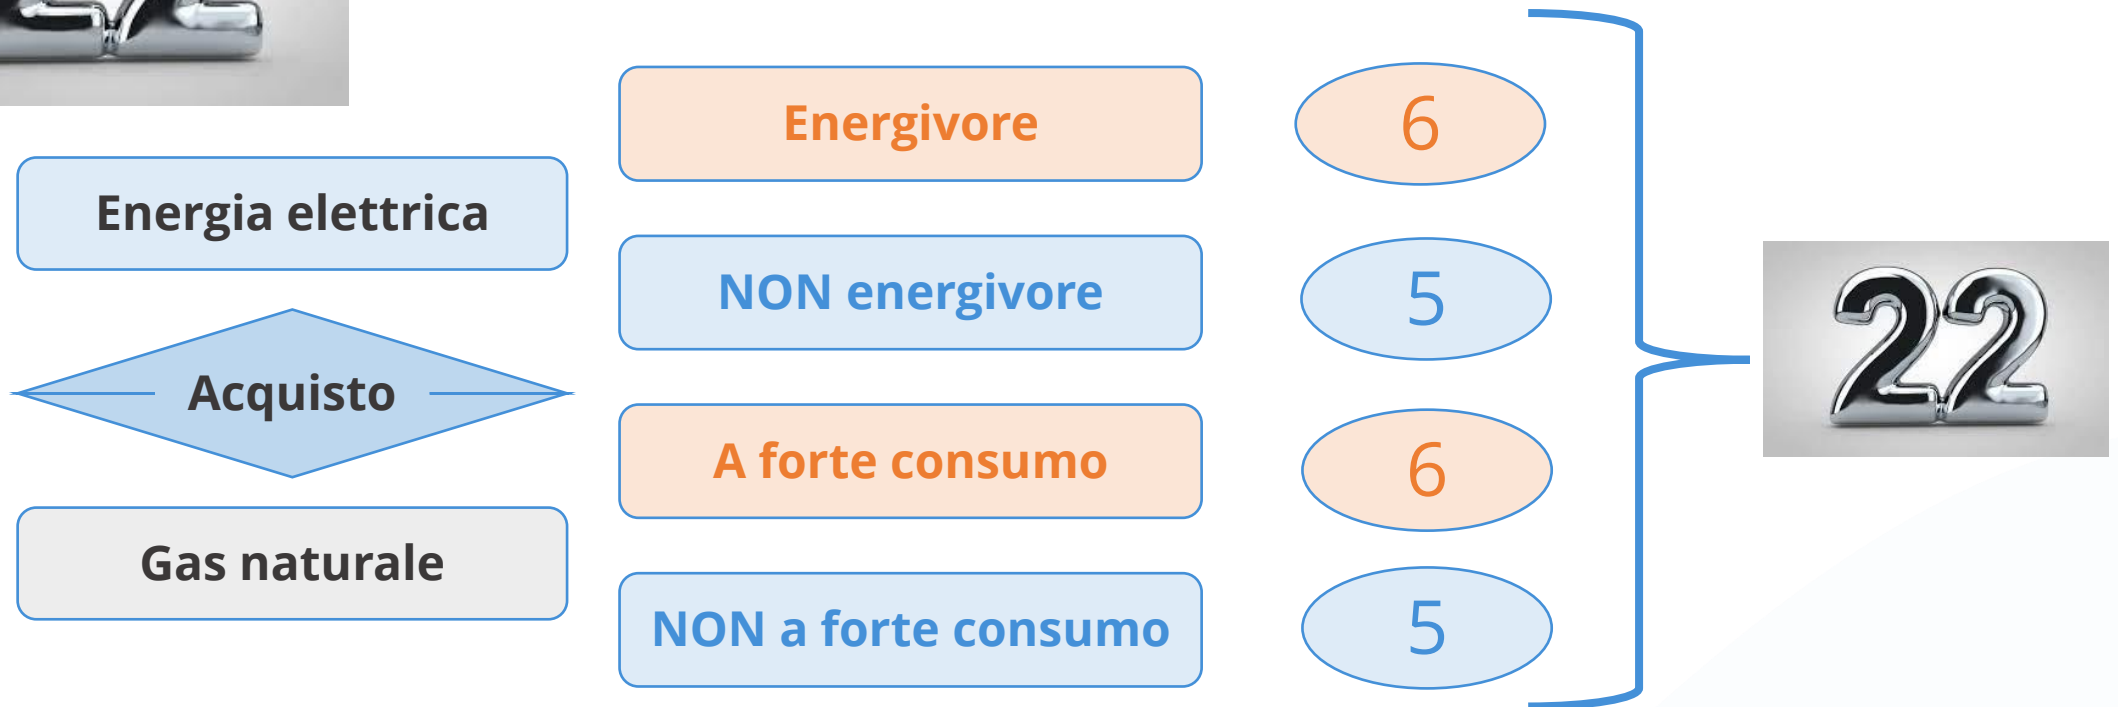 Energia elettrica
Acquisto
Gas naturale
Energivore
6
NON energivore
5
A forte consumo
6
NON a forte consumo
5
22